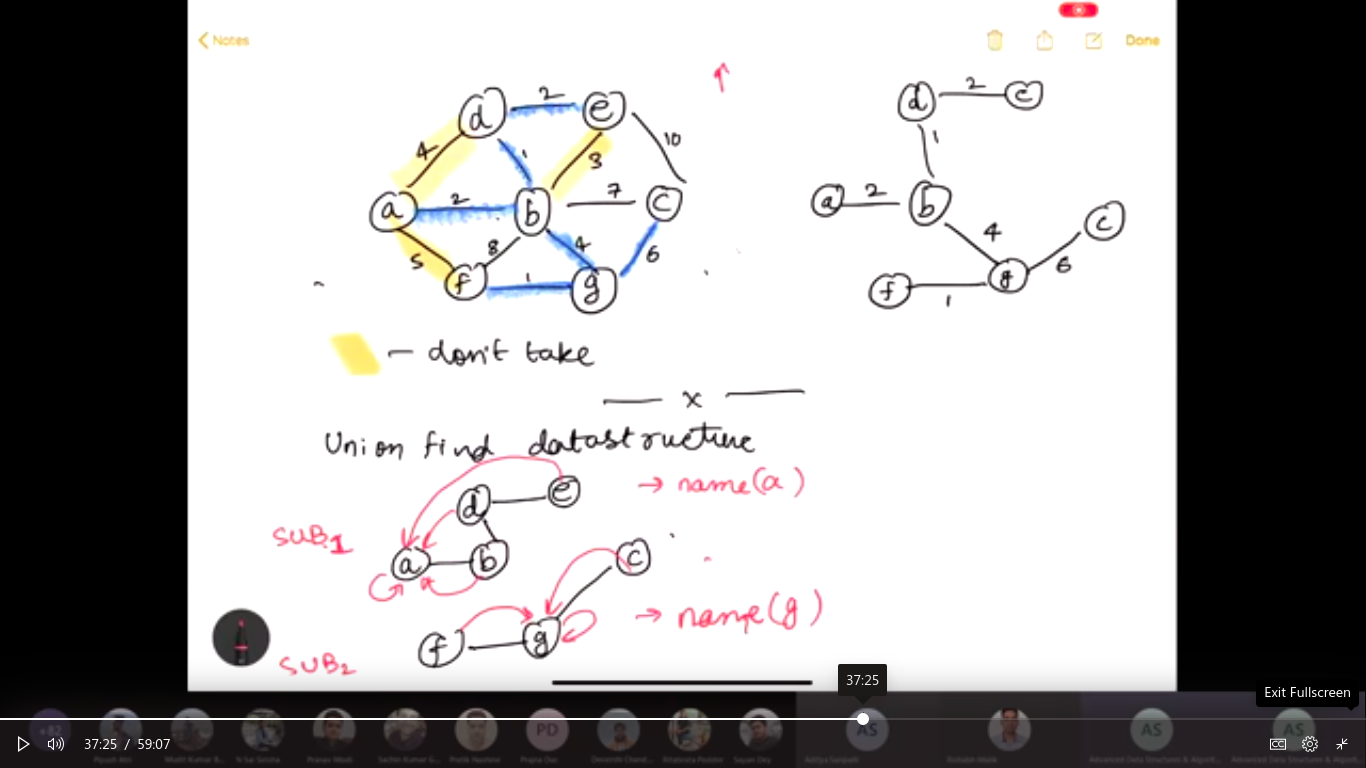 Notes
Done
d 2 e
4 1 3 10
a 2 b 7 c
5 8 4 6
f 1 g
d 2 e
1
a 2 b
4 c
6
f 1 g
— don't take
— x —
Union find datastructure
d e → name(a)
SUB1
a b c
f g → name(g)
SUB2
37:25
Exit Fullscreen
PD AS AS AS
37:25 / 59:07
CC